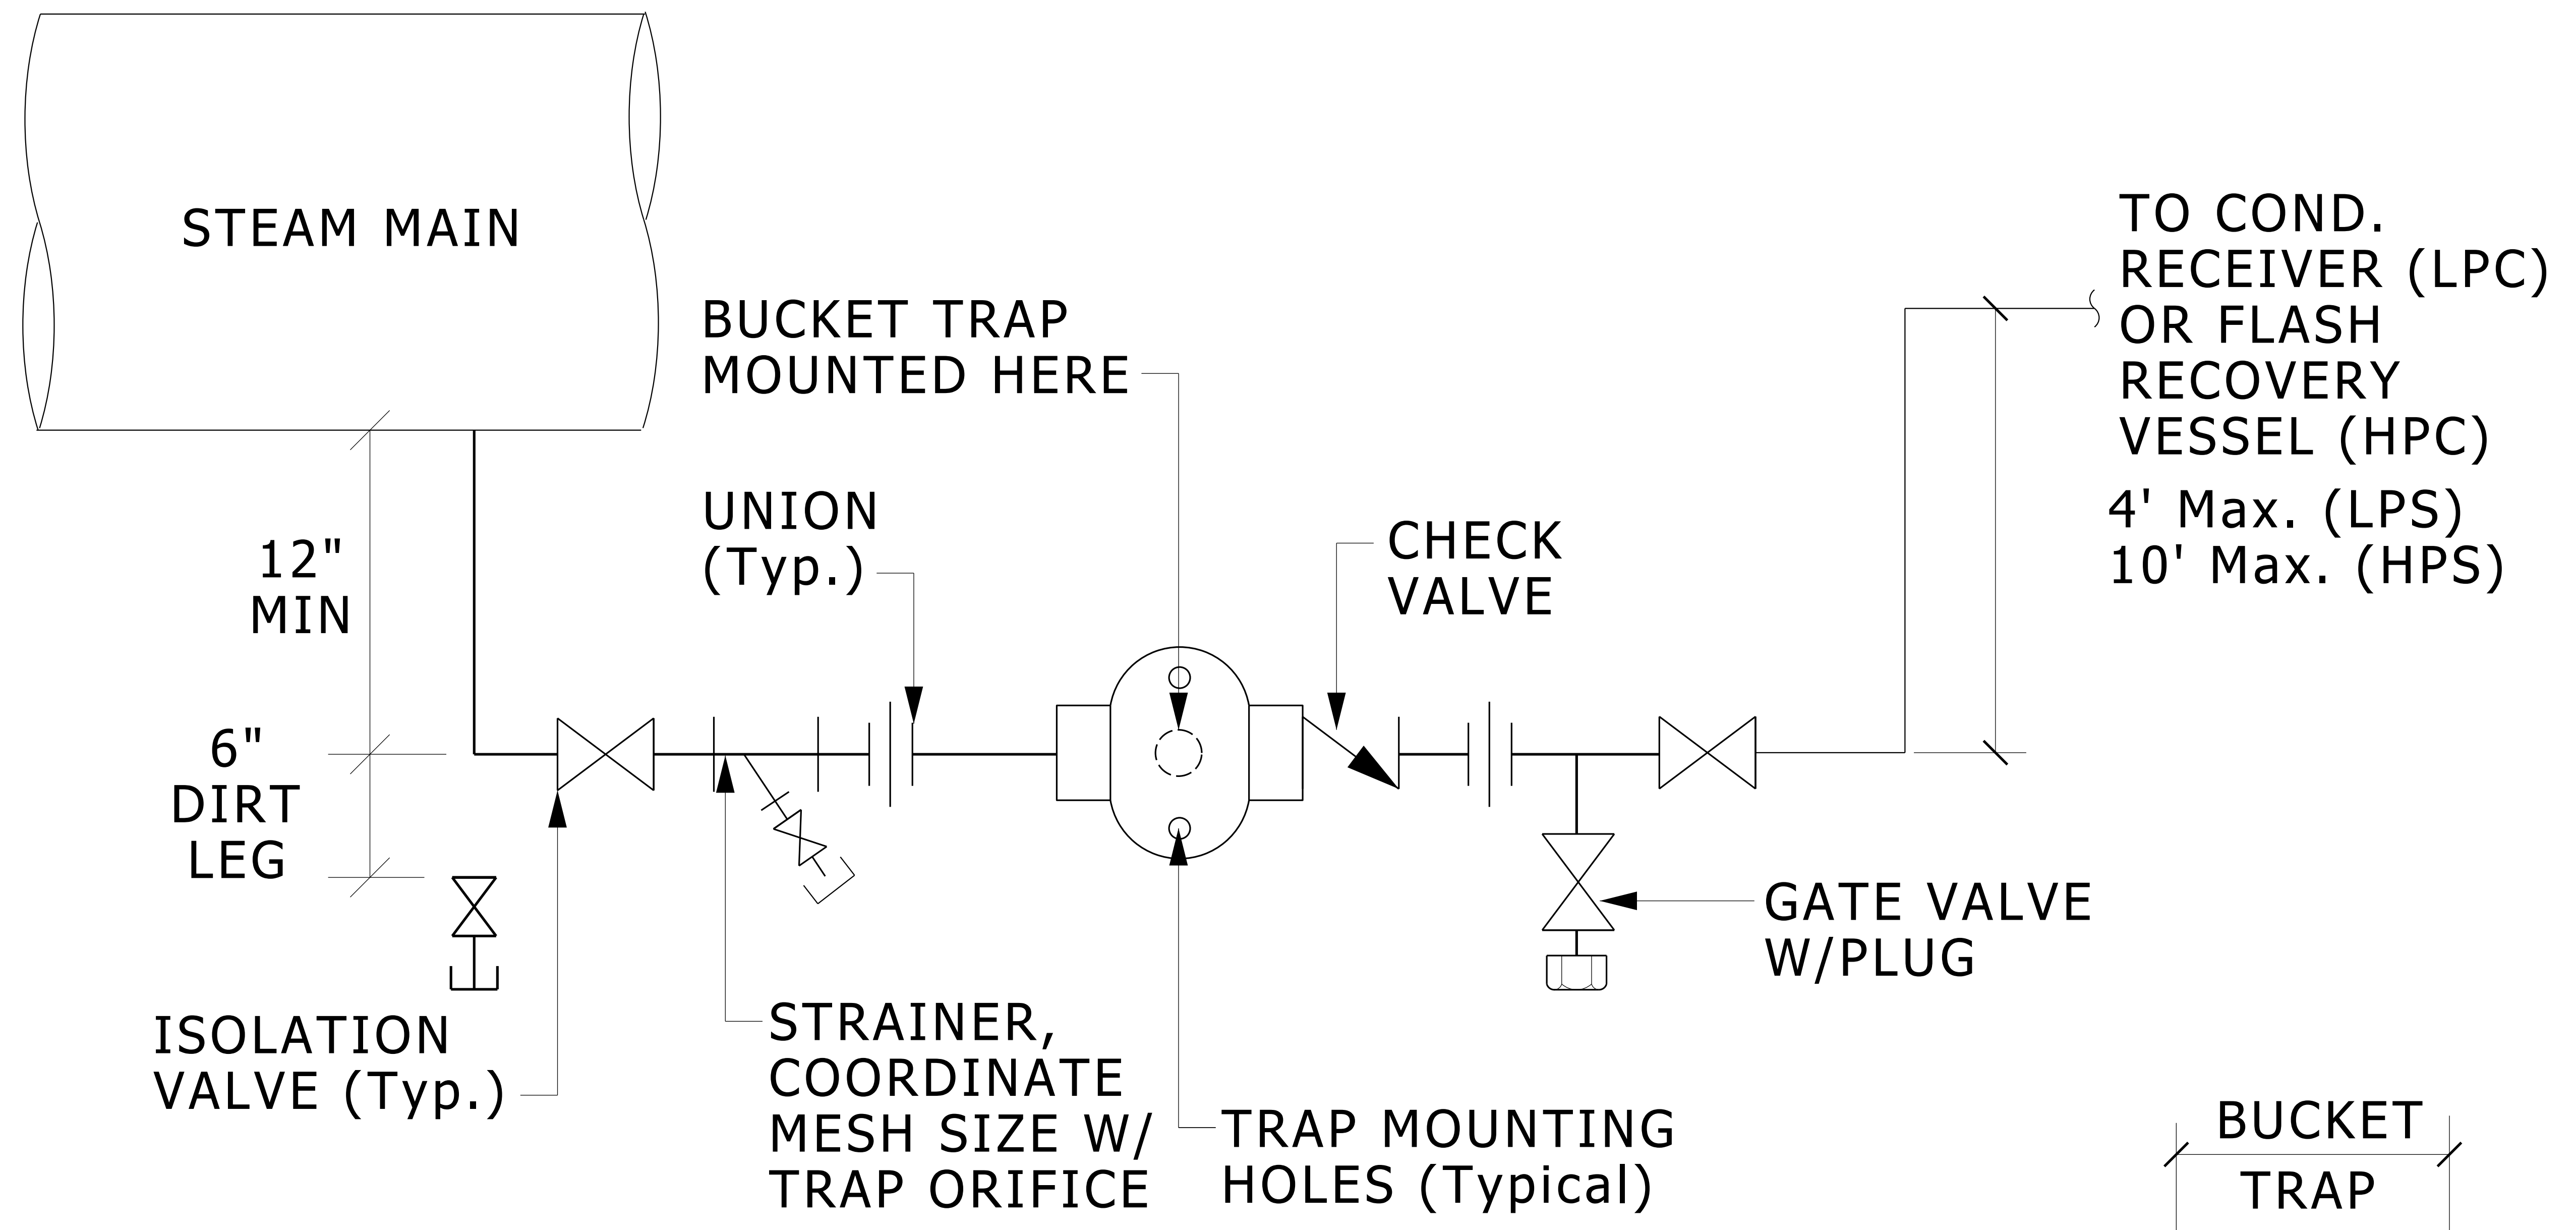 STEAM MAIN
TO COND.
RECEIVER (LPC)
OR FLASH
RECOVERY
VESSEL (HPC)
4' Max. (LPS)
10' Max. (HPS)
BUCKET TRAP
MOUNTED HERE
UNION
(Typ.)
CHECK
VALVE
12"
MIN
6"
DIRT
LEG
GATE VALVE
W/PLUG
ISOLATION
VALVE (Typ.)
STRAINER,
COORDINATE
MESH SIZE W/
TRAP ORIFICE
TRAP MOUNTING
HOLES (Typical)
BUCKET
TRAP